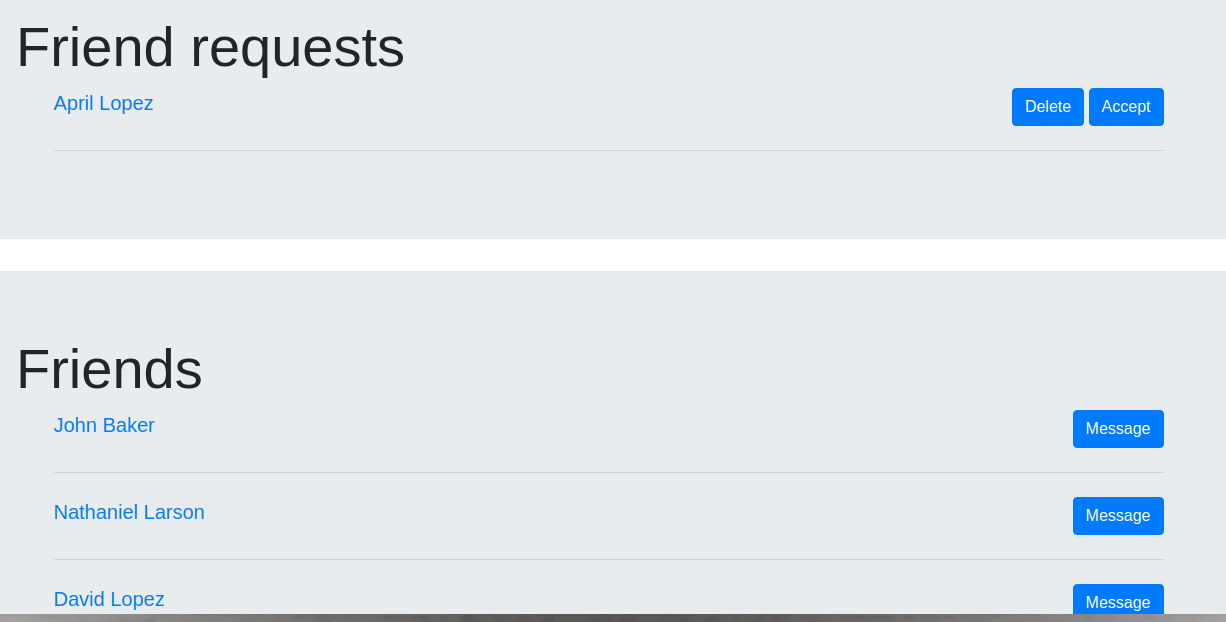 Friend requests
April Lopez
Delete Accept
Friends
John Baker
Message
Nathaniel Larson
Message
David Lopez
Message